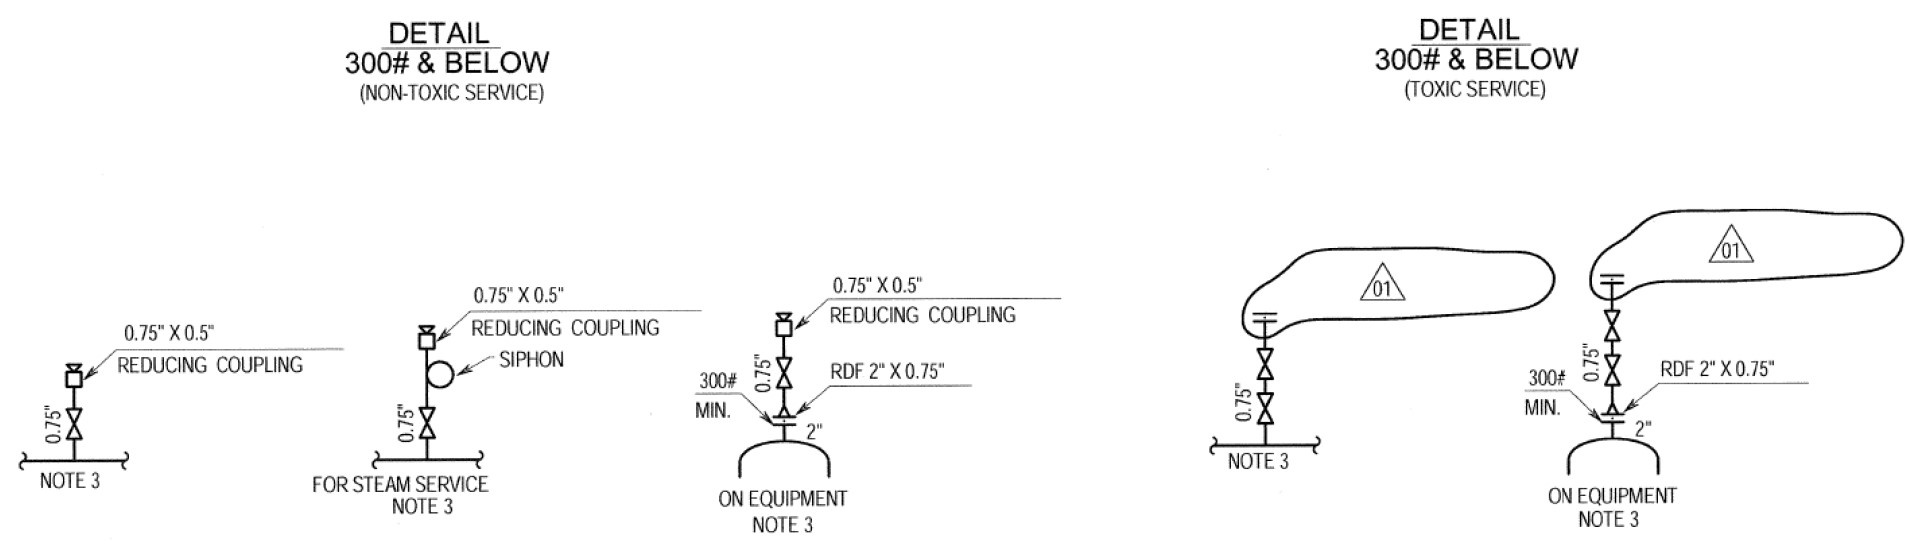 DETAIL
300# & BELOW
(NON-TOXIC SERVICE)
0.75" X 0.5"
REDUCING COUPLING
0.75"
NOTE 3
0.75" X 0.5"
REDUCING COUPLING
SIPHON
0.75"
FOR STEAM SERVICE
NOTE 3
0.75" X 0.5"
REDUCING COUPLING
0.75"
RDF 2" X 0.75"
300#
MIN.
2"
ON EQUIPMENT
NOTE 3
DETAIL
300# & BELOW
(TOXIC SERVICE)
01
0.75"
NOTE 3
01
0.75"
RDF 2" X 0.75"
300#
MIN.
2"
ON EQUIPMENT
NOTE 3